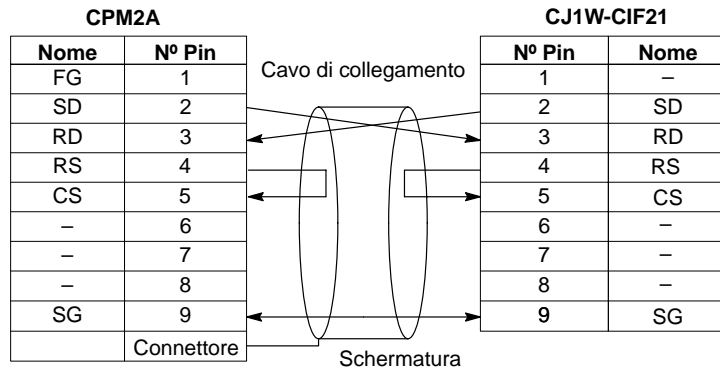 CPM2A CJ1W-CIF21
Nome Nº Pin Nº Pin Nome
FG 1 Cavo di collegamento 1 –
SD 2 2 SD
RD 3 3 RD
RS 4 4 RS
CS 5 5 CS
– 6 6 –
– 7 7 –
– 8 8 –
SG 9 9 SG
Connettore Schermatura